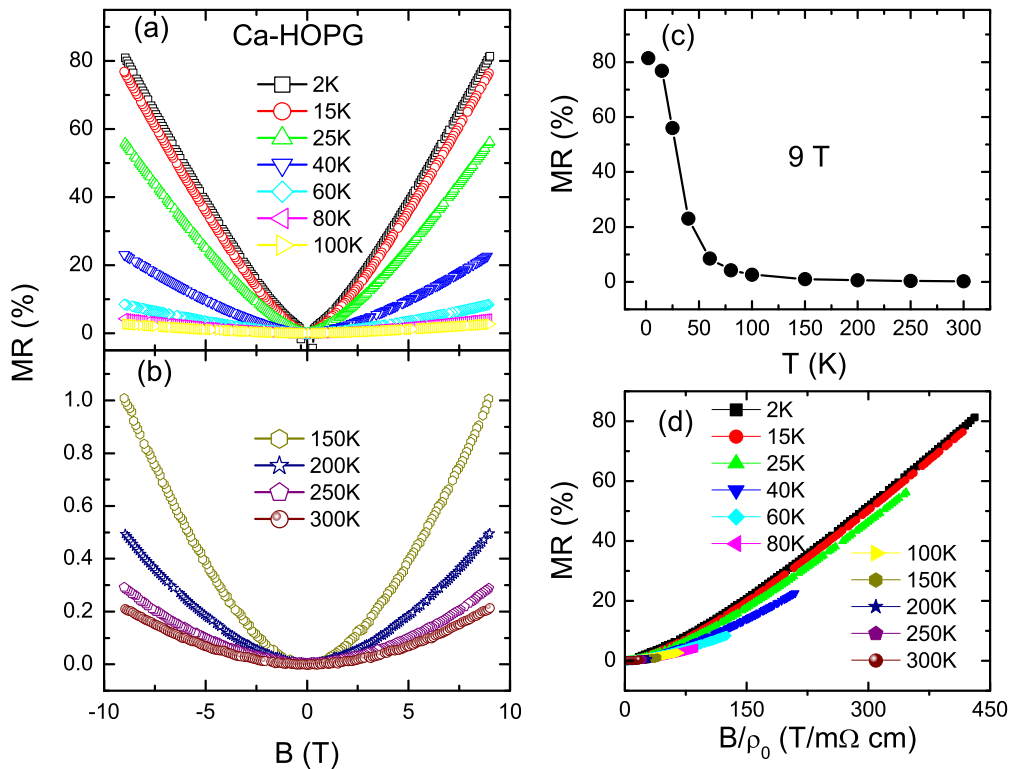 (a)
Ca-HOPG
2K
15K
25K
40K
60K
80K
100K
80
60
40
20
0
MR (%)
(b)
150K
200K
250K
300K
1.0
0.8
0.6
0.4
0.2
0.0
-10
-5
0
5
10
B (T)
(c)
9 T
80
60
40
20
0
MR (%)
0
50
100
150
200
250
300
T (K)
(d)
2K
15K
25K
40K
60K
80K
100K
150K
200K
250K
300K
80
60
40
20
0
MR (%)
0
150
300
450
B/ρ₀ (T/mΩ cm)